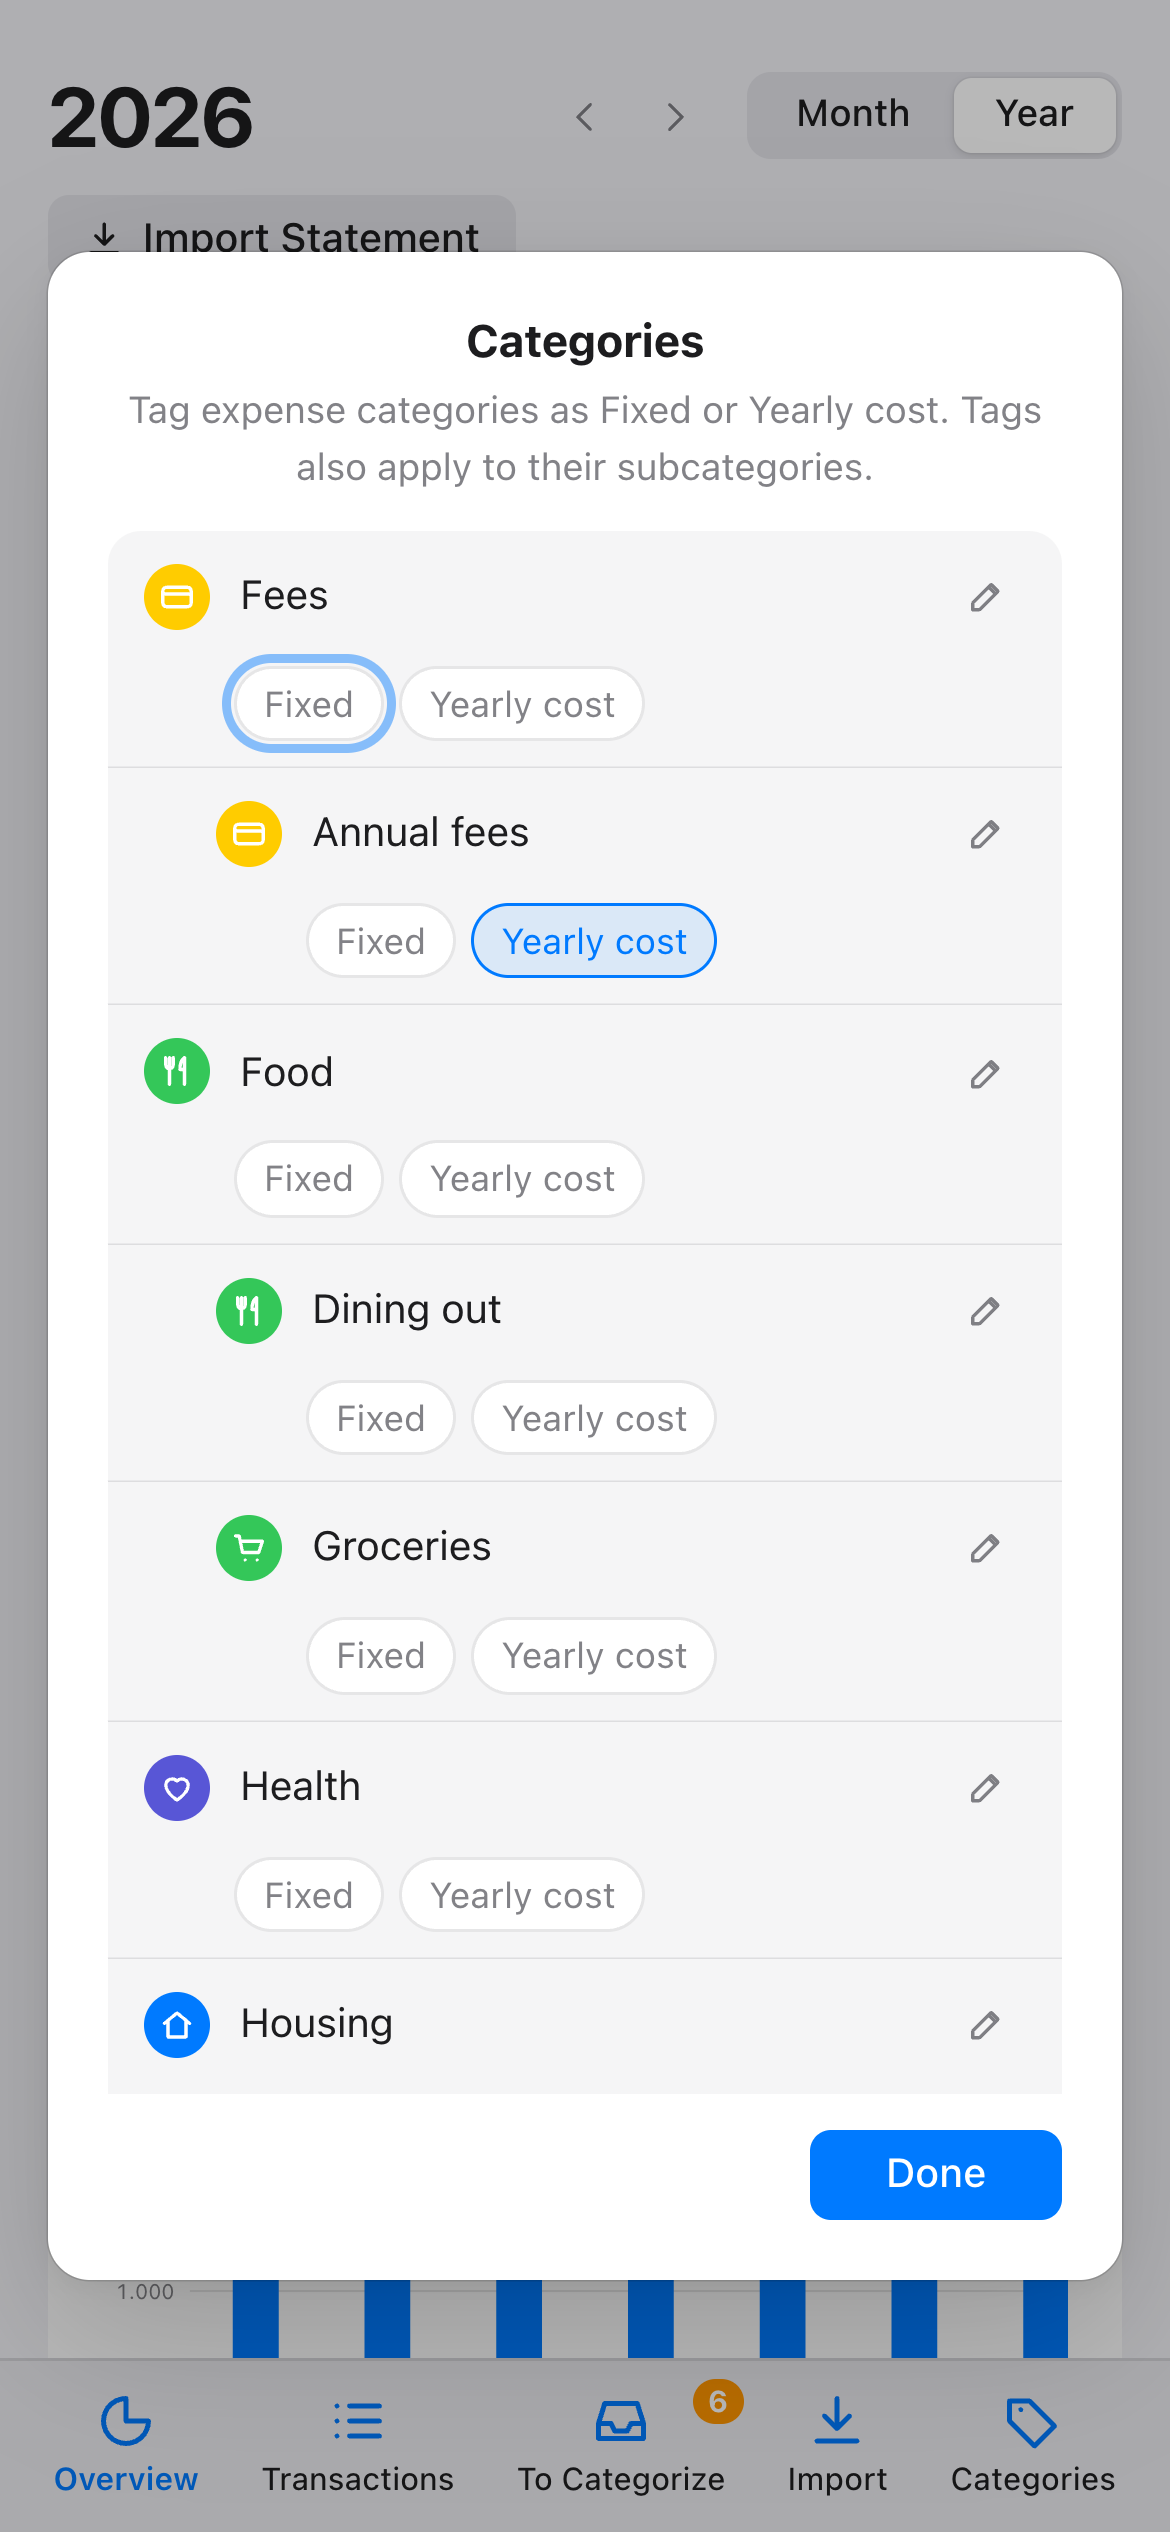 2026
Month
Year
Import Statement
Categories
Tag expense categories as Fixed or Yearly cost. Tags
also apply to their subcategories.
Fees
Fixed
Yearly cost
Annual fees
Fixed
Yearly cost
Food
Fixed
Yearly cost
Dining out
Fixed
Yearly cost
Groceries
Fixed
Yearly cost
Health
Fixed
Yearly cost
Housing
Done
1.000
6
Overview
Transactions
To Categorize
Import
Categories